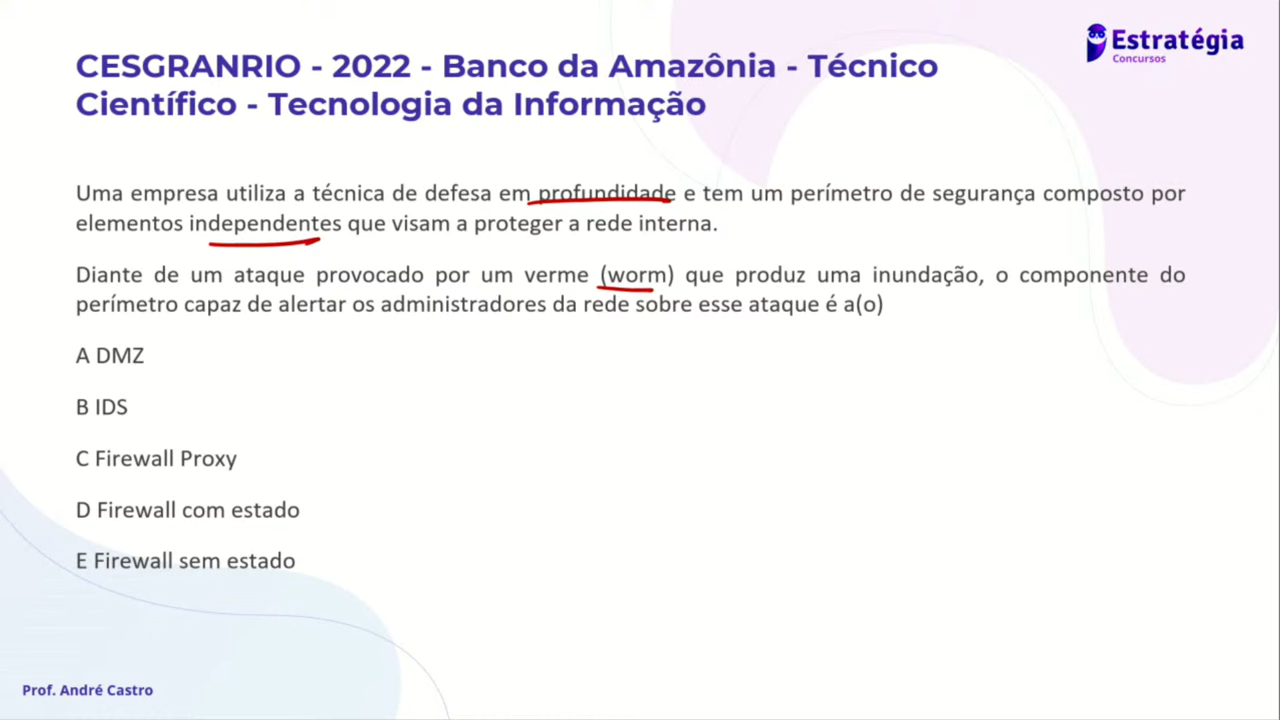 Estratégia
Concursos
CESGRANRIO - 2022 - Banco da Amazônia - Técnico
Científico - Tecnologia da Informação
Uma empresa utiliza a técnica de defesa em profundidade e tem um perímetro de segurança composto por
elementos independentes que visam a proteger a rede interna.
Diante de um ataque provocado por um verme (worm) que produz uma inundação, o componente do
perímetro capaz de alertar os administradores da rede sobre esse ataque é a(o)
A DMZ
B IDS
C Firewall Proxy
D Firewall com estado
E Firewall sem estado
Prof. André Castro